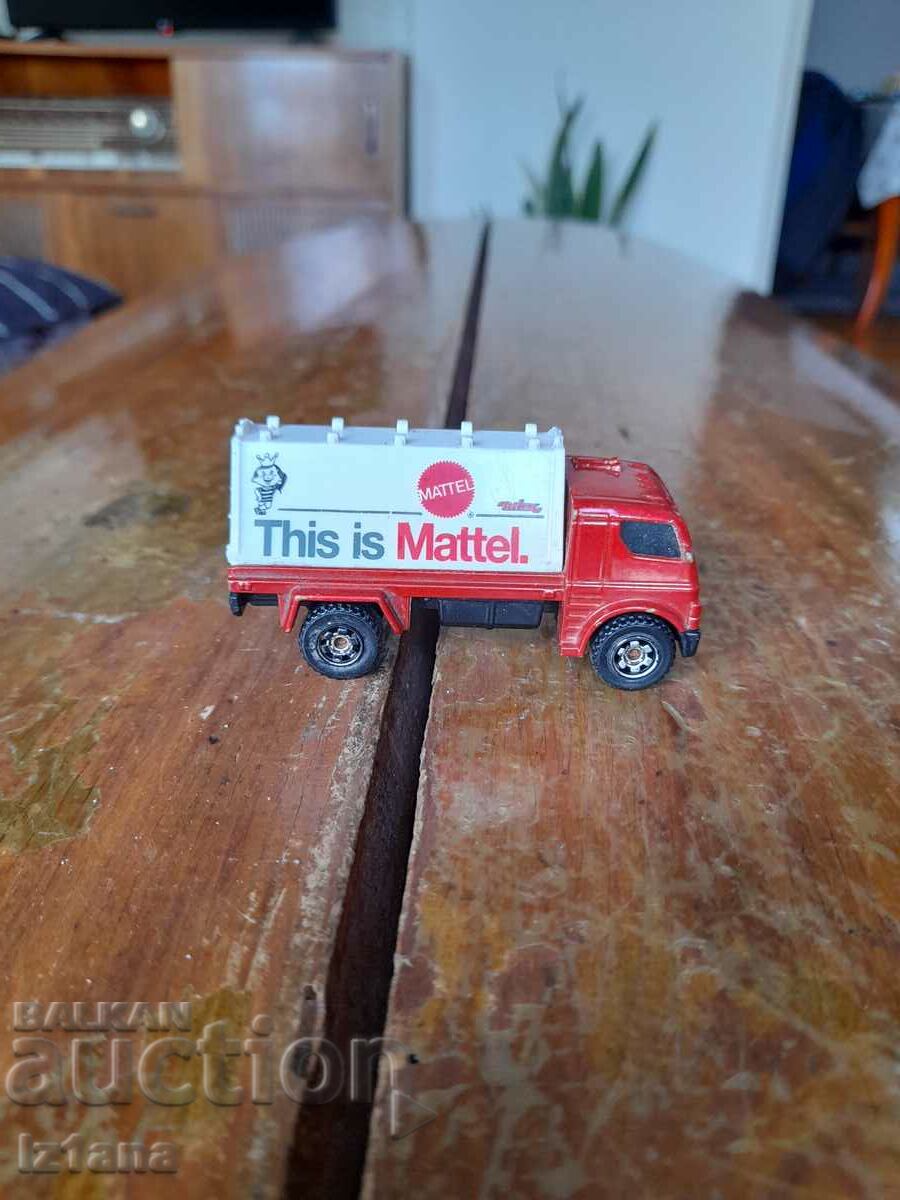 MATTEL
®
This is Mattel.
BALKAN
auction
Iz1ana